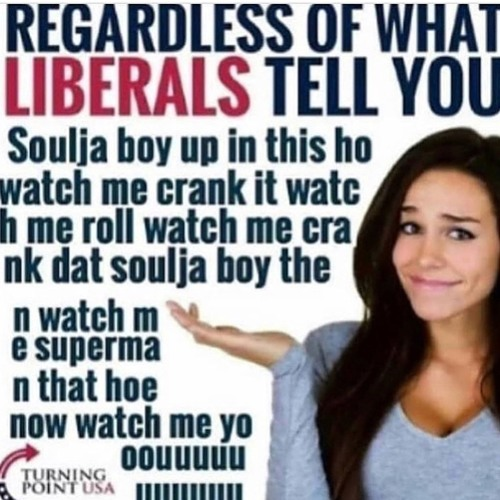 REGARDLESS OF WHAT
LIBERALS TELL YOU
Soulja boy up in this ho
watch me crank it watc
h me roll watch me cra
nk dat soulja boy the
n watch m
e superma
n that hoe
now watch me yo
oouuuuu
TURNING
POINT USA